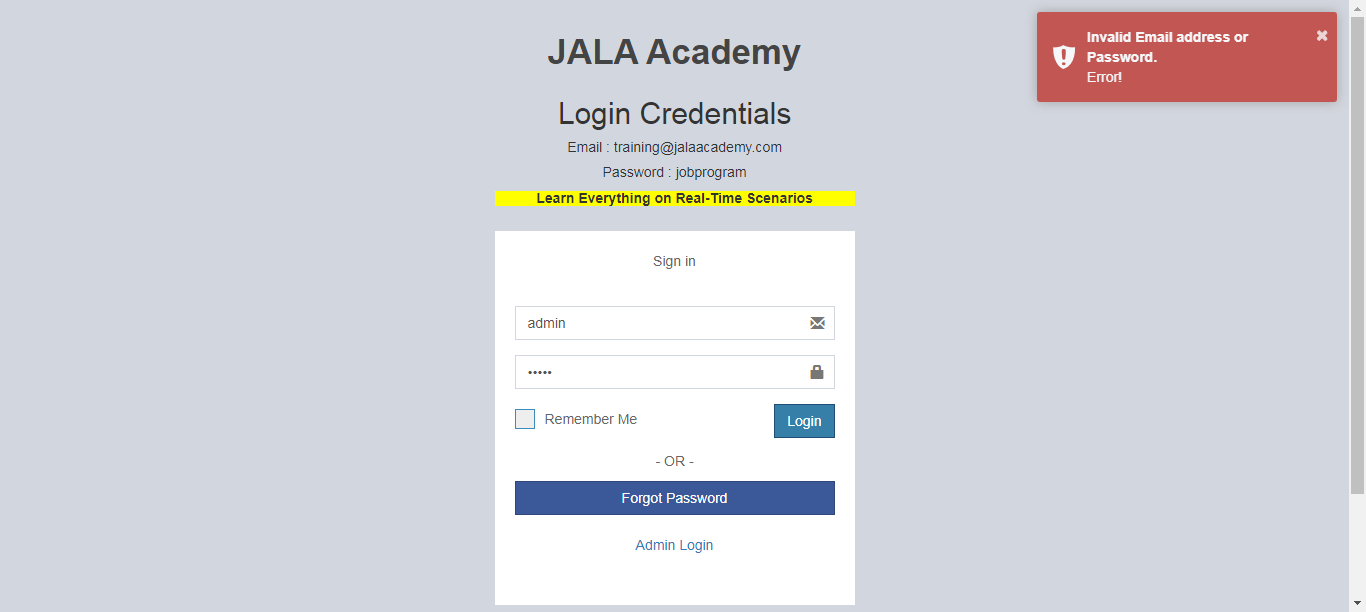 JALA Academy
Invalid Email address or
Password.
Error!
Login Credentials
Email : training@jalaacademy.com
Password : jobprogram
Learn Everything on Real-Time Scenarios
Sign in
admin
•••••
Remember Me
Login
- OR -
Forgot Password
Admin Login